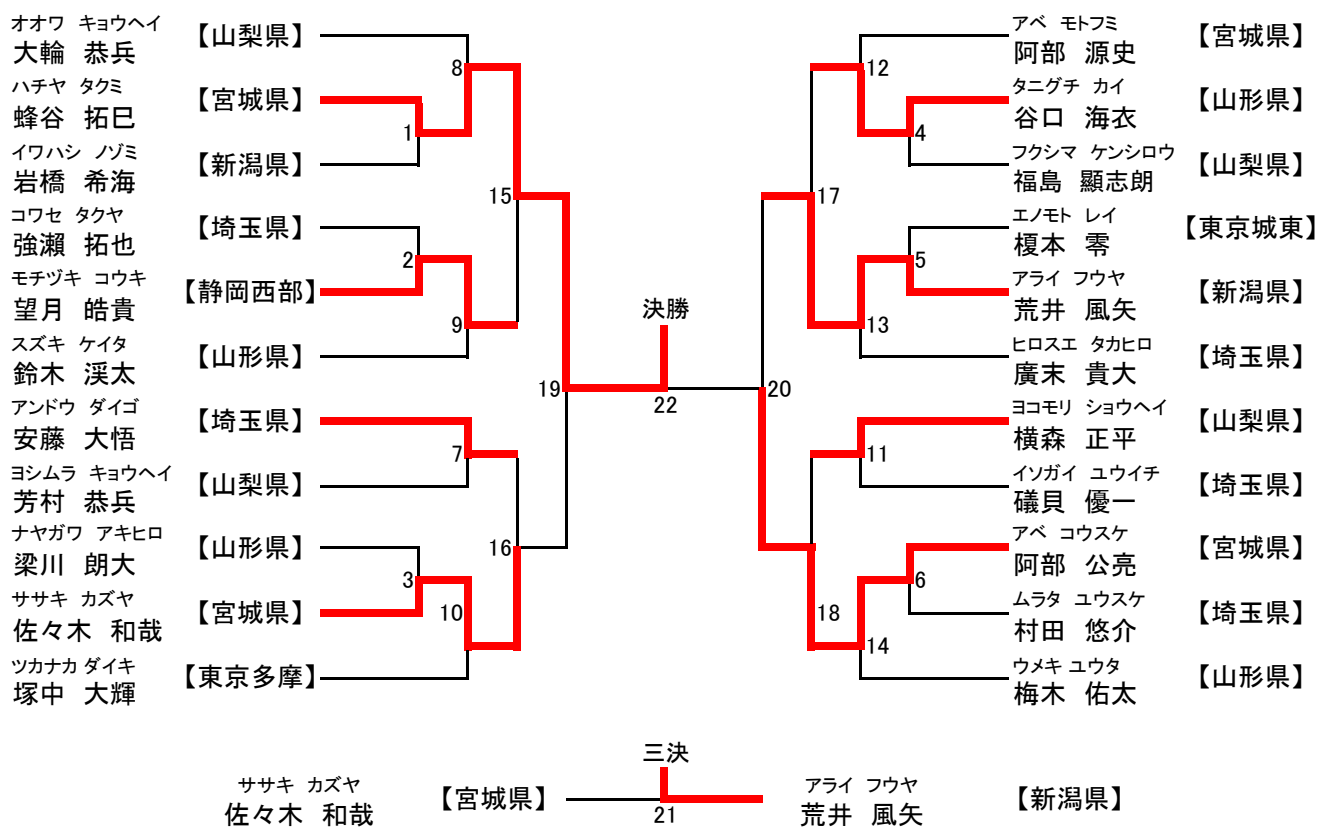 オオワ キョウヘイ
大輪 恭兵 【山梨県】
ハチヤ タクミ
蜂谷 拓巳 【宮城県】
イワハシ ノゾミ
岩橋 希海 【新潟県】
コワセ タクヤ
強瀬 拓也 【埼玉県】
モチヅキ コウキ
望月 皓貴 【静岡西部】
スズキ ケイタ
鈴木 渓太 【山形県】
アンドウ ダイゴ
安藤 大悟 【埼玉県】
ヨシムラ キョウヘイ
芳村 恭兵 【山梨県】
ナヤガワ アキヒロ
梁川 朗大 【山形県】
ササキ カズヤ
佐々木 和哉 【宮城県】
ツカナカ ダイキ
塚中 大輝 【東京多摩】
8
1
15
2
9
19
7
16
3
10
決勝
22
12
4
17
5
13
20
11
6
18
14
アベ モトフミ
阿部 源史 【宮城県】
タニグチ カイ
谷口 海衣 【山形県】
フクシマ ケンシロウ
福島 顯志朗 【山梨県】
エノモト レイ
榎本 零 【東京城東】
アライ フウヤ
荒井 風矢 【新潟県】
ヒロスエ タカヒロ
廣末 貴大 【埼玉県】
ヨコモリ ショウヘイ
横森 正平 【山梨県】
イソガイ ユウイチ
礒貝 優一 【埼玉県】
アベ コウスケ
阿部 公亮 【宮城県】
ムラタ ユウスケ
村田 悠介 【埼玉県】
ウメキ ユウタ
梅木 佑太 【山形県】
三決
ササキ カズヤ
佐々木 和哉 【宮城県】
21
アライ フウヤ
荒井 風矢 【新潟県】